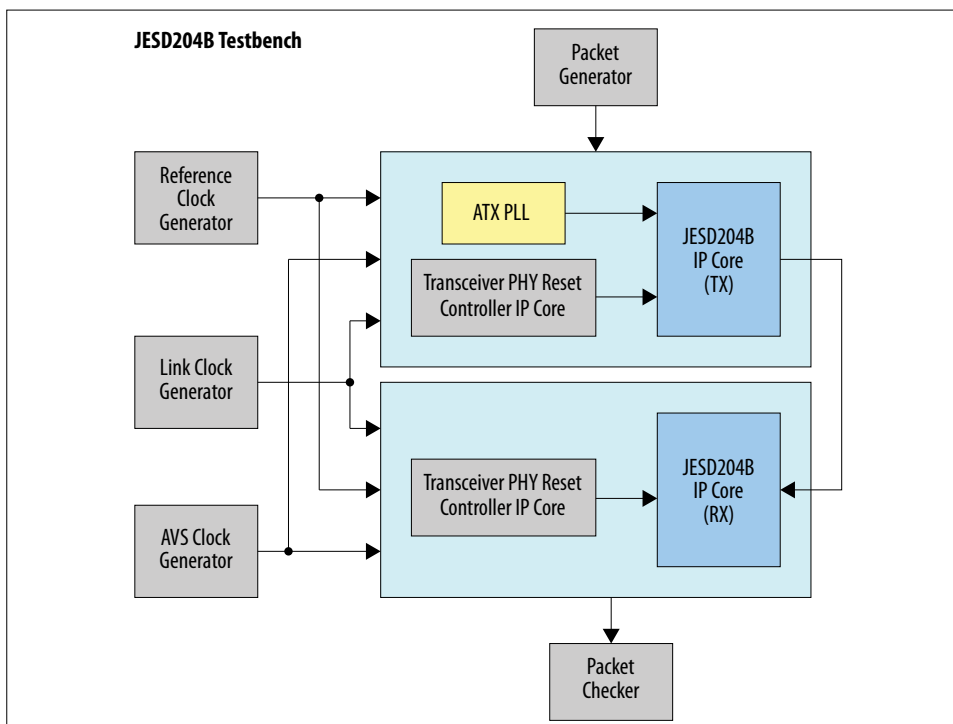 JESD204B Testbench
Packet
Generator
Reference
Clock
Generator
ATX PLL
JESD204B
IP Core
(TX)
Transceiver PHY Reset
Controller IP Core
Link Clock
Generator
Transceiver PHY Reset
Controller IP Core
JESD204B
IP Core
(RX)
AVS Clock
Generator
Packet
Checker